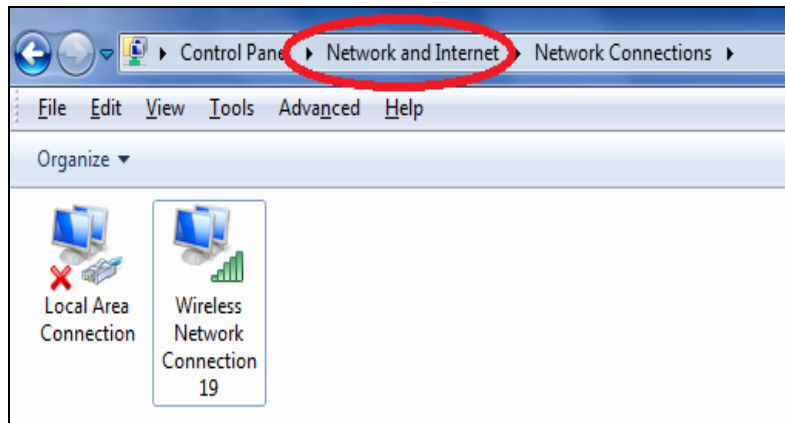 Control Panel Network and Internet Network Connections
File Edit View Tools Advanced Help
Organize
Local Area
Connection
Wireless
Network
Connection
19